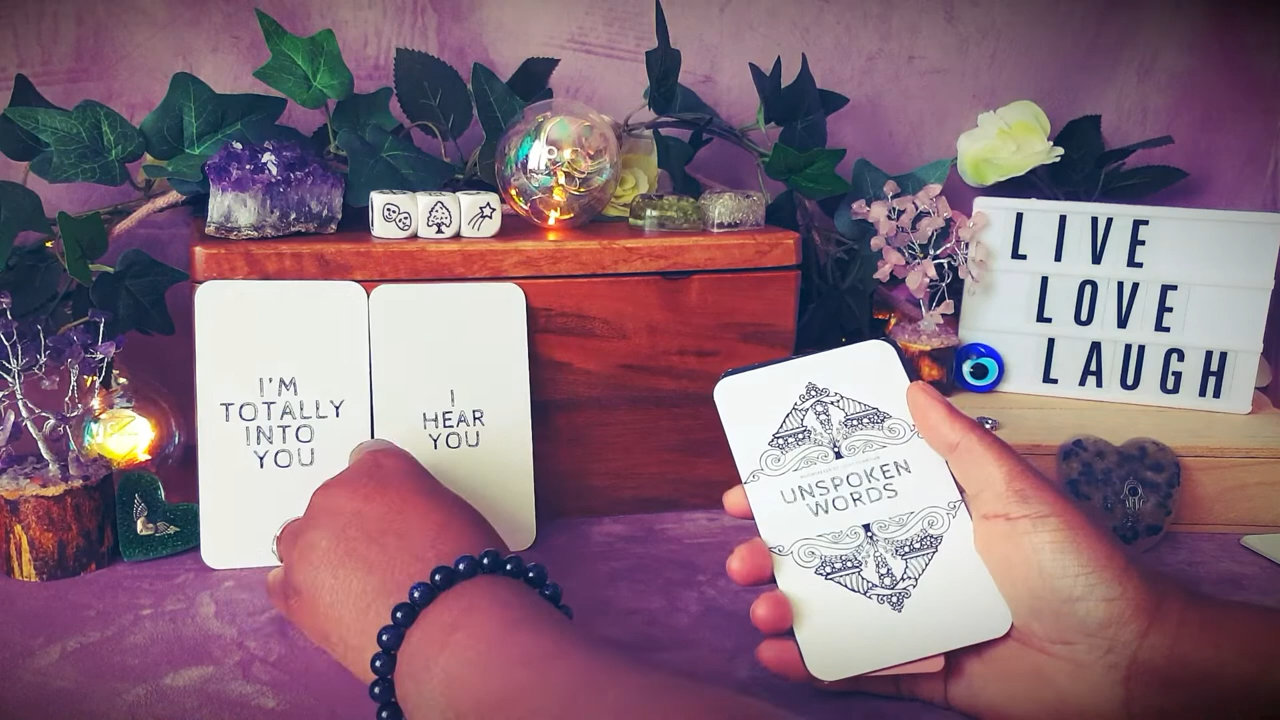 I'M
TOTALLY
INTO
YOU
I
HEAR
YOU
UNSPOKEN
WORDS
LIVE
LOVE
LAUGH